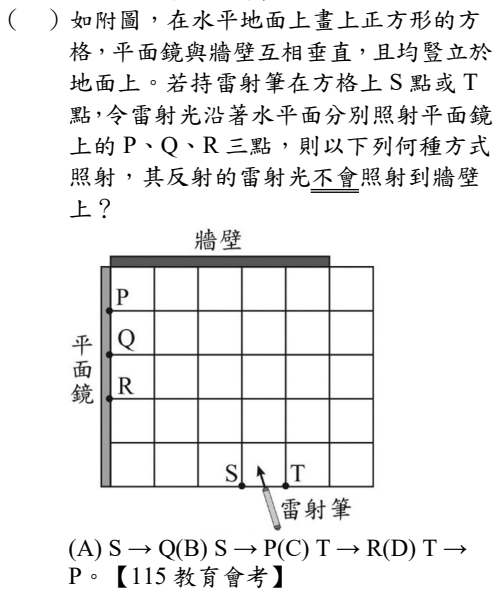 (　　) 如附圖，在水平地面上畫上正方形的方
格，平面鏡與牆壁互相垂直，且均豎立於
地面上。若持雷射筆在方格上 S 點或 T
點，令雷射光沿著水平面分別照射平面鏡
上的 P、Q、R 三點，則以下列何種方式
照射，其反射的雷射光不會照射到牆壁
上？
牆壁
P
Q
R
平面鏡
S
T
雷射筆
(A) S → Q(B) S → P(C) T → R(D) T →
P。【115 教育會考】